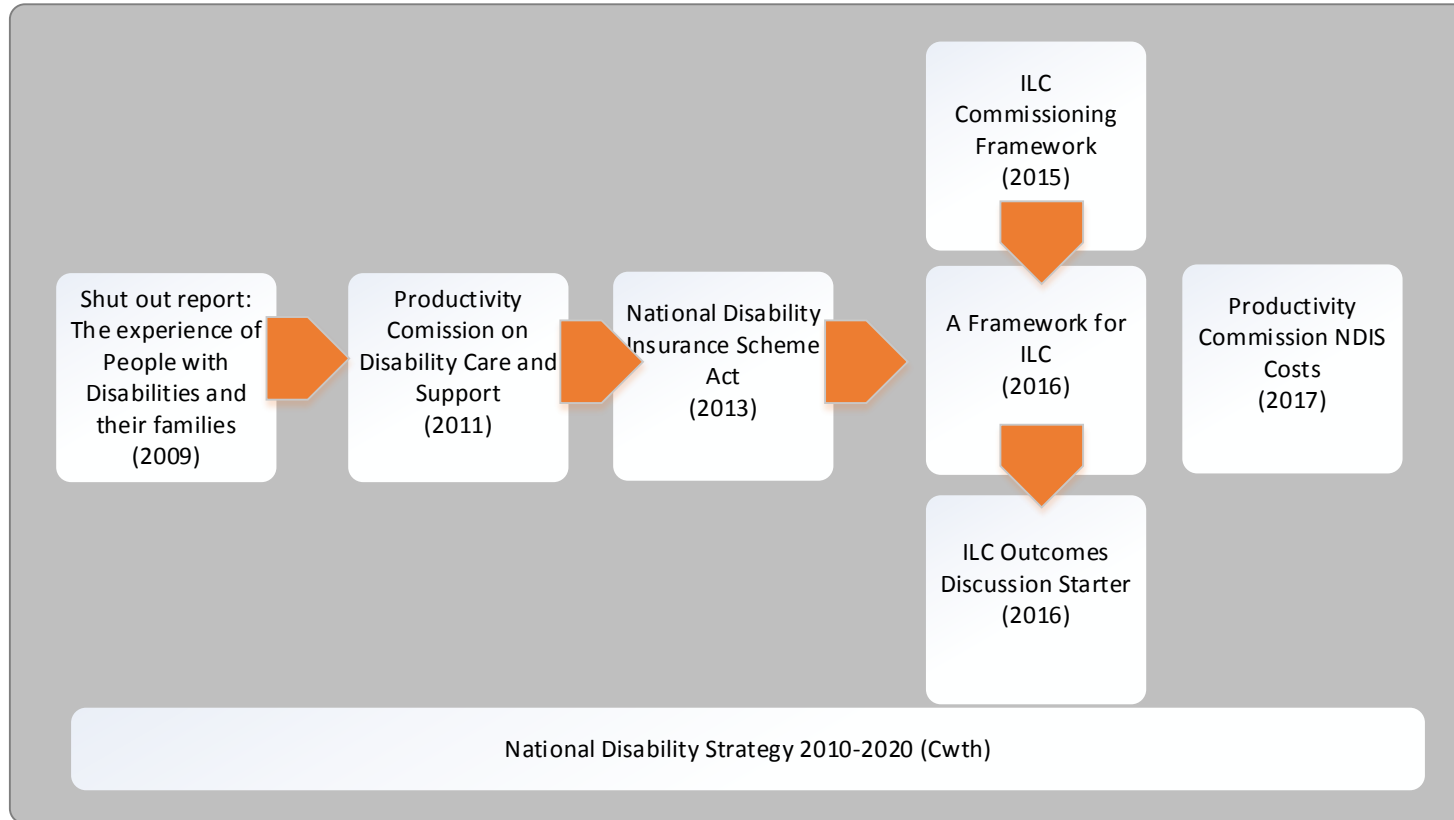 Shut out report:
The experience of
People with
Disabilities and
their families
(2009)
Productivity
Comission on
Disability Care and
Support
(2011)
National Disability
Insurance Scheme
Act
(2013)
ILC
Commissioning
Framework
(2015)
A Framework for
ILC
(2016)
ILC Outcomes
Discussion Starter
(2016)
Productivity
Commission NDIS
Costs
(2017)
National Disability Strategy 2010-2020 (Cwth)